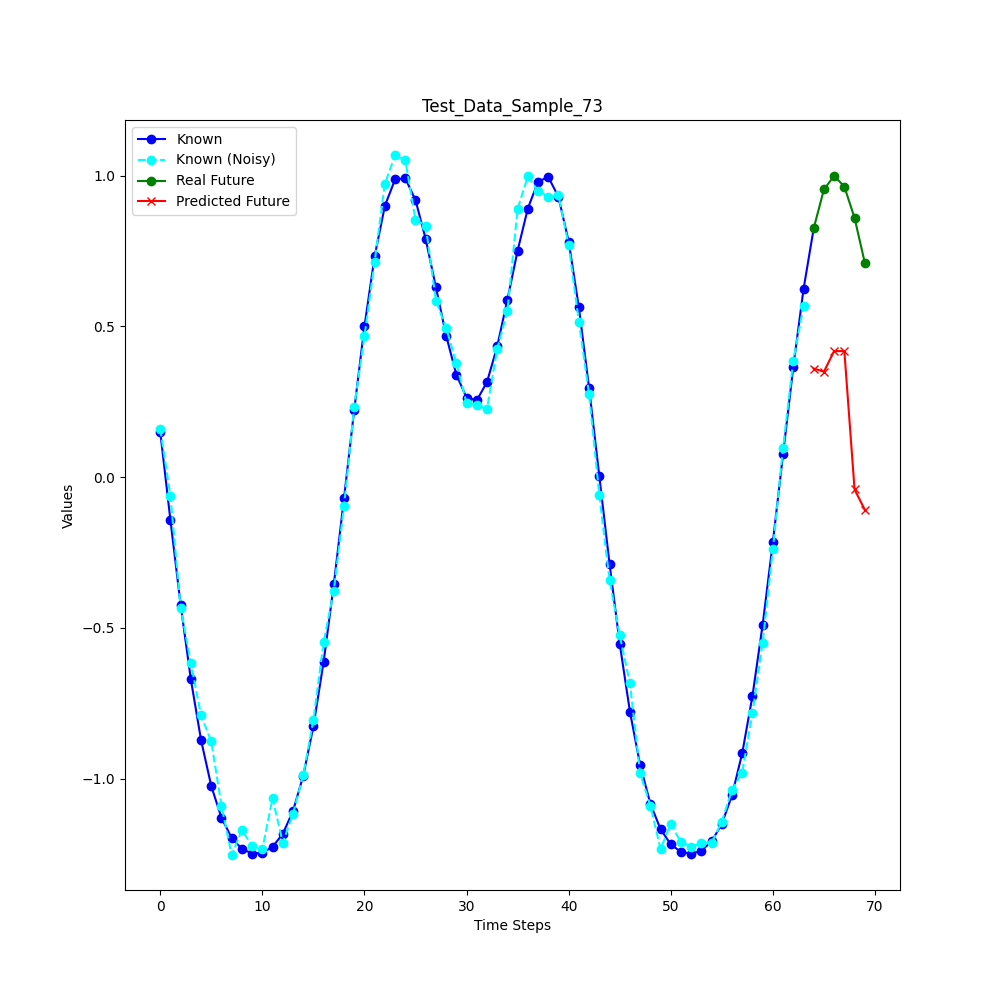 Test_Data_Sample_73
Known
Known (Noisy)
Real Future
Predicted Future
1.0
0.5
0.0
−0.5
−1.0
Values
0 10 20 30 40 50 60 70
Time Steps